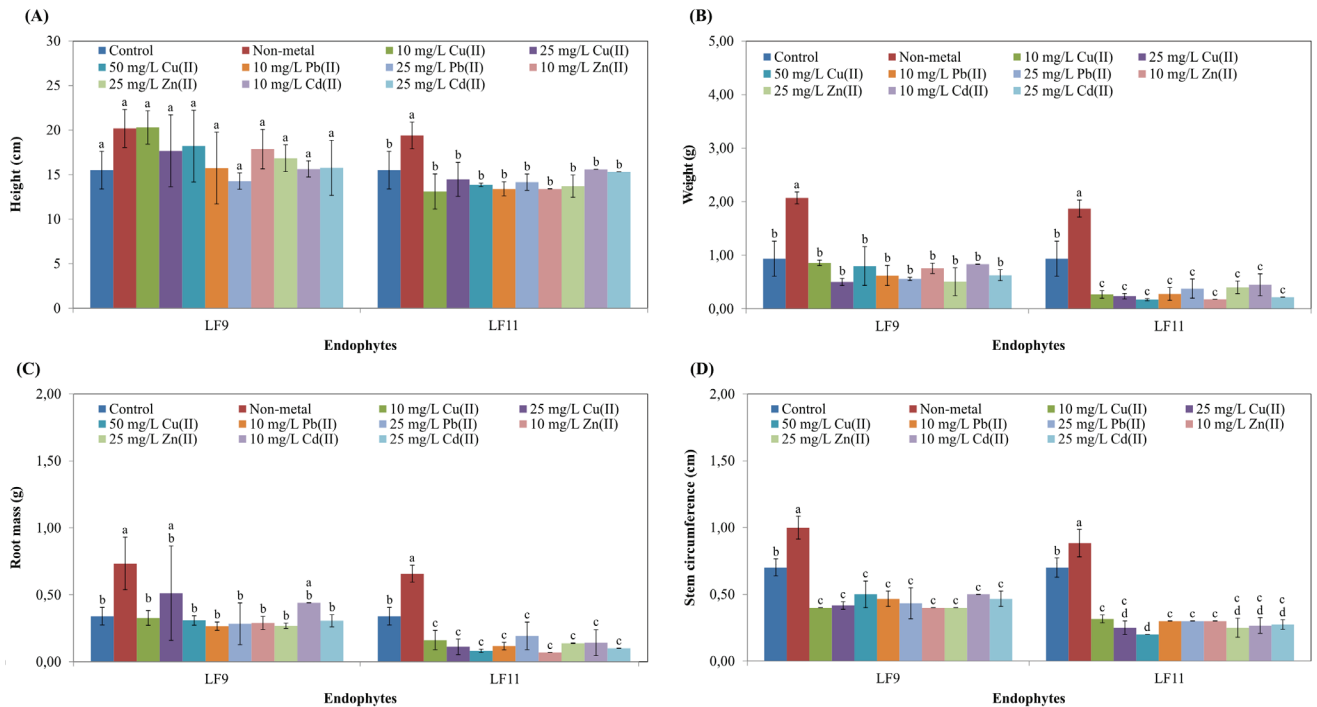 (A)
Control Non-metal 10 mg/L Cu(II) 25 mg/L Cu(II)
50 mg/L Cu(II) 10 mg/L Pb(II) 25 mg/L Pb(II) 10 mg/L Zn(II)
25 mg/L Zn(II) 10 mg/L Cd(II) 25 mg/L Cd(II)
Height (cm)
30
25
20
15
10
5
0
a a a a a a a a a a a
b a b b b b b b b b b
LF9 LF11
Endophytes
(B)
Control Non-metal 10 mg/L Cu(II) 25 mg/L Cu(II)
50 mg/L Cu(II) 10 mg/L Pb(II) 25 mg/L Pb(II) 10 mg/L Zn(II)
25 mg/L Zn(II) 10 mg/L Cd(II) 25 mg/L Cd(II)
Weight (g)
5,00
4,00
3,00
2,00
1,00
0,00
b a b b b b b b b b b
b a c c c c c c c c c
LF9 LF11
Endophytes
(C)
Control Non-metal 10 mg/L Cu(II) 25 mg/L Cu(II)
50 mg/L Cu(II) 10 mg/L Pb(II) 25 mg/L Pb(II) 10 mg/L Zn(II)
25 mg/L Zn(II) 10 mg/L Cd(II) 25 mg/L Cd(II)
Root mass (g)
2,00
1,50
1,00
0,50
0,00
b a b a b b b b b b a b b
b a c c c c c c c c c
LF9 LF11
Endophytes
(D)
Control Non-metal 10 mg/L Cu(II) 25 mg/L Cu(II)
50 mg/L Cu(II) 10 mg/L Pb(II) 25 mg/L Pb(II) 10 mg/L Zn(II)
25 mg/L Zn(II) 10 mg/L Cd(II) 25 mg/L Cd(II)
Stem circumference (cm)
2,00
1,50
1,00
0,50
0,00
b a c c c c c c c c c
b a c c d d c c c c d c d c d
LF9 LF11
Endophytes